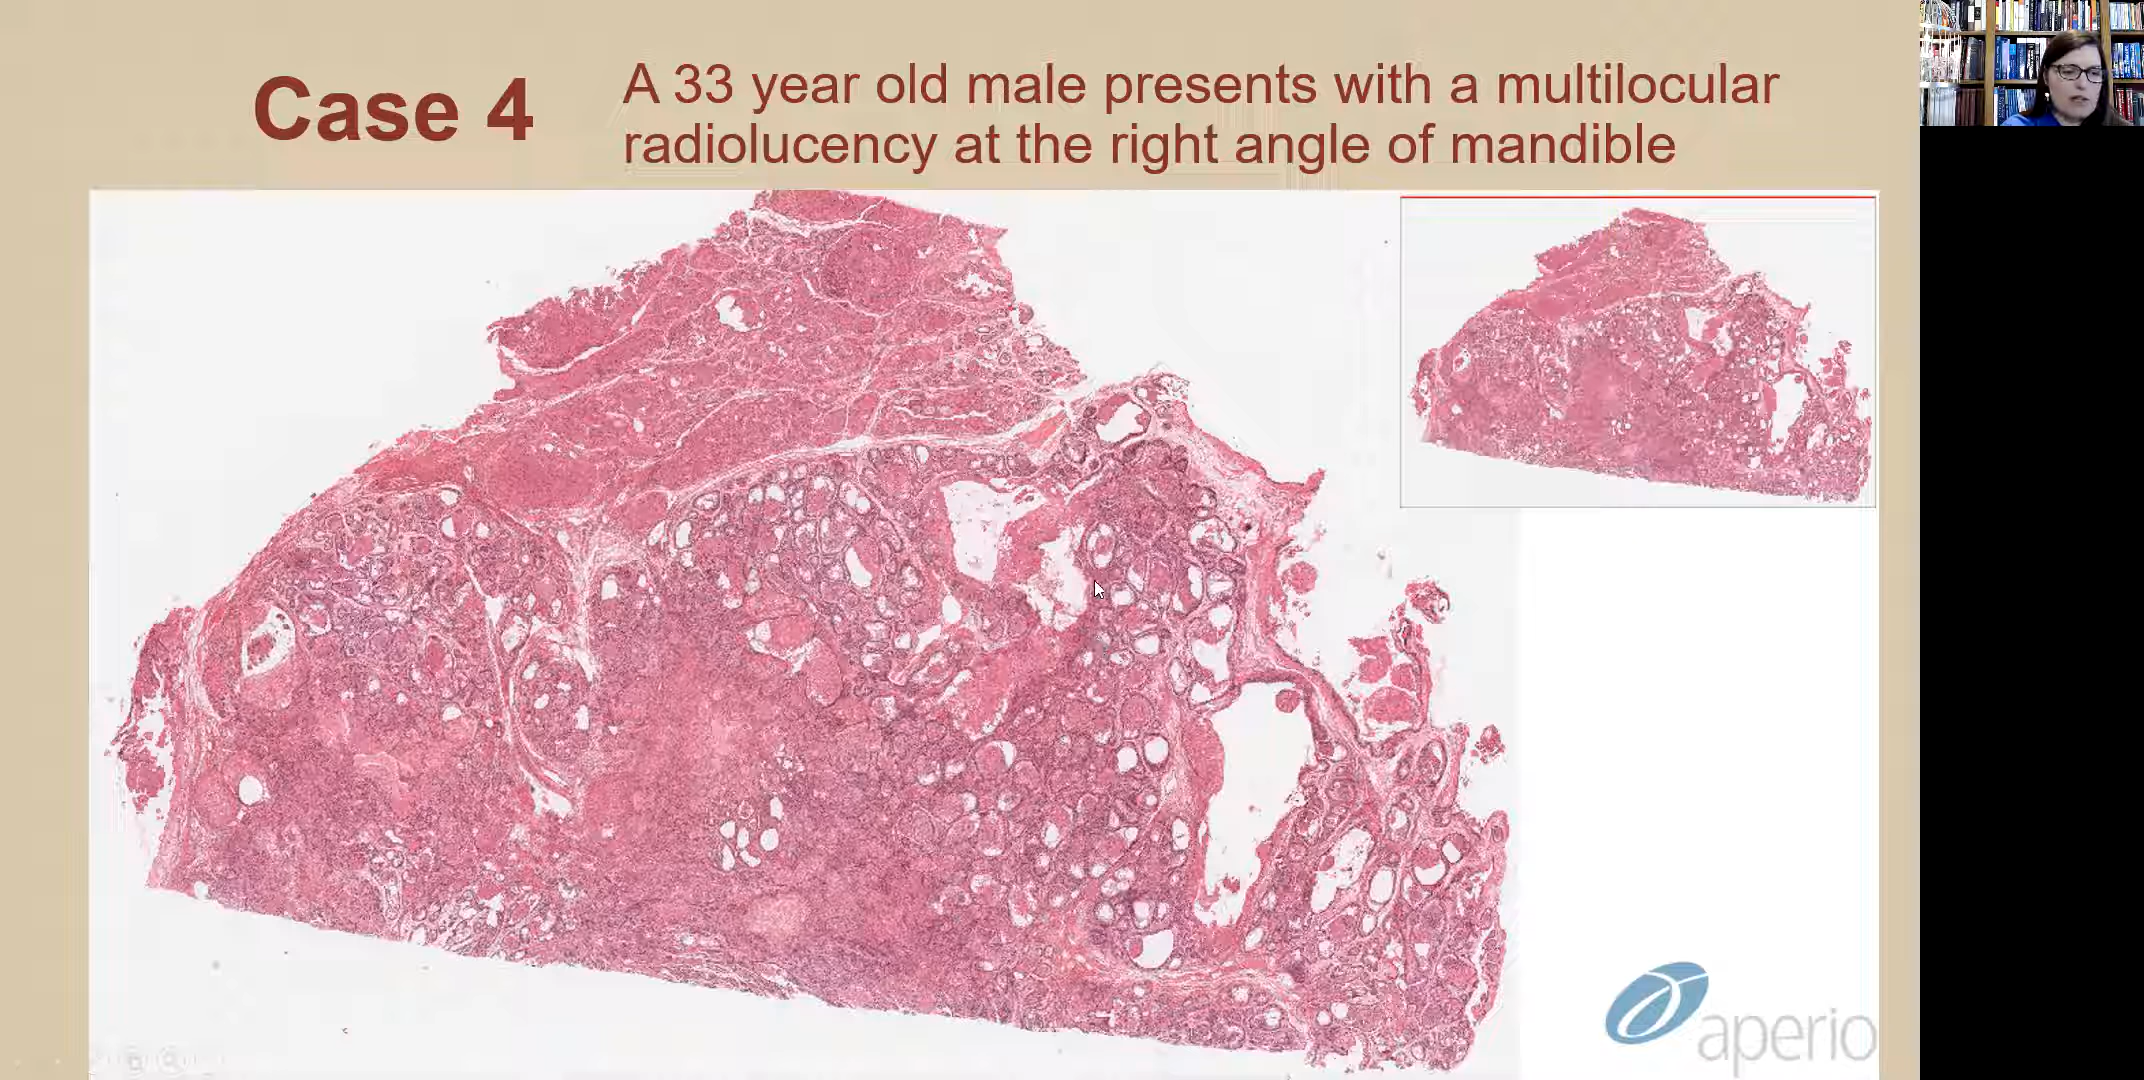 Case 4
A 33 year old male presents with a multilocular
radiolucency at the right angle of mandible
aperio